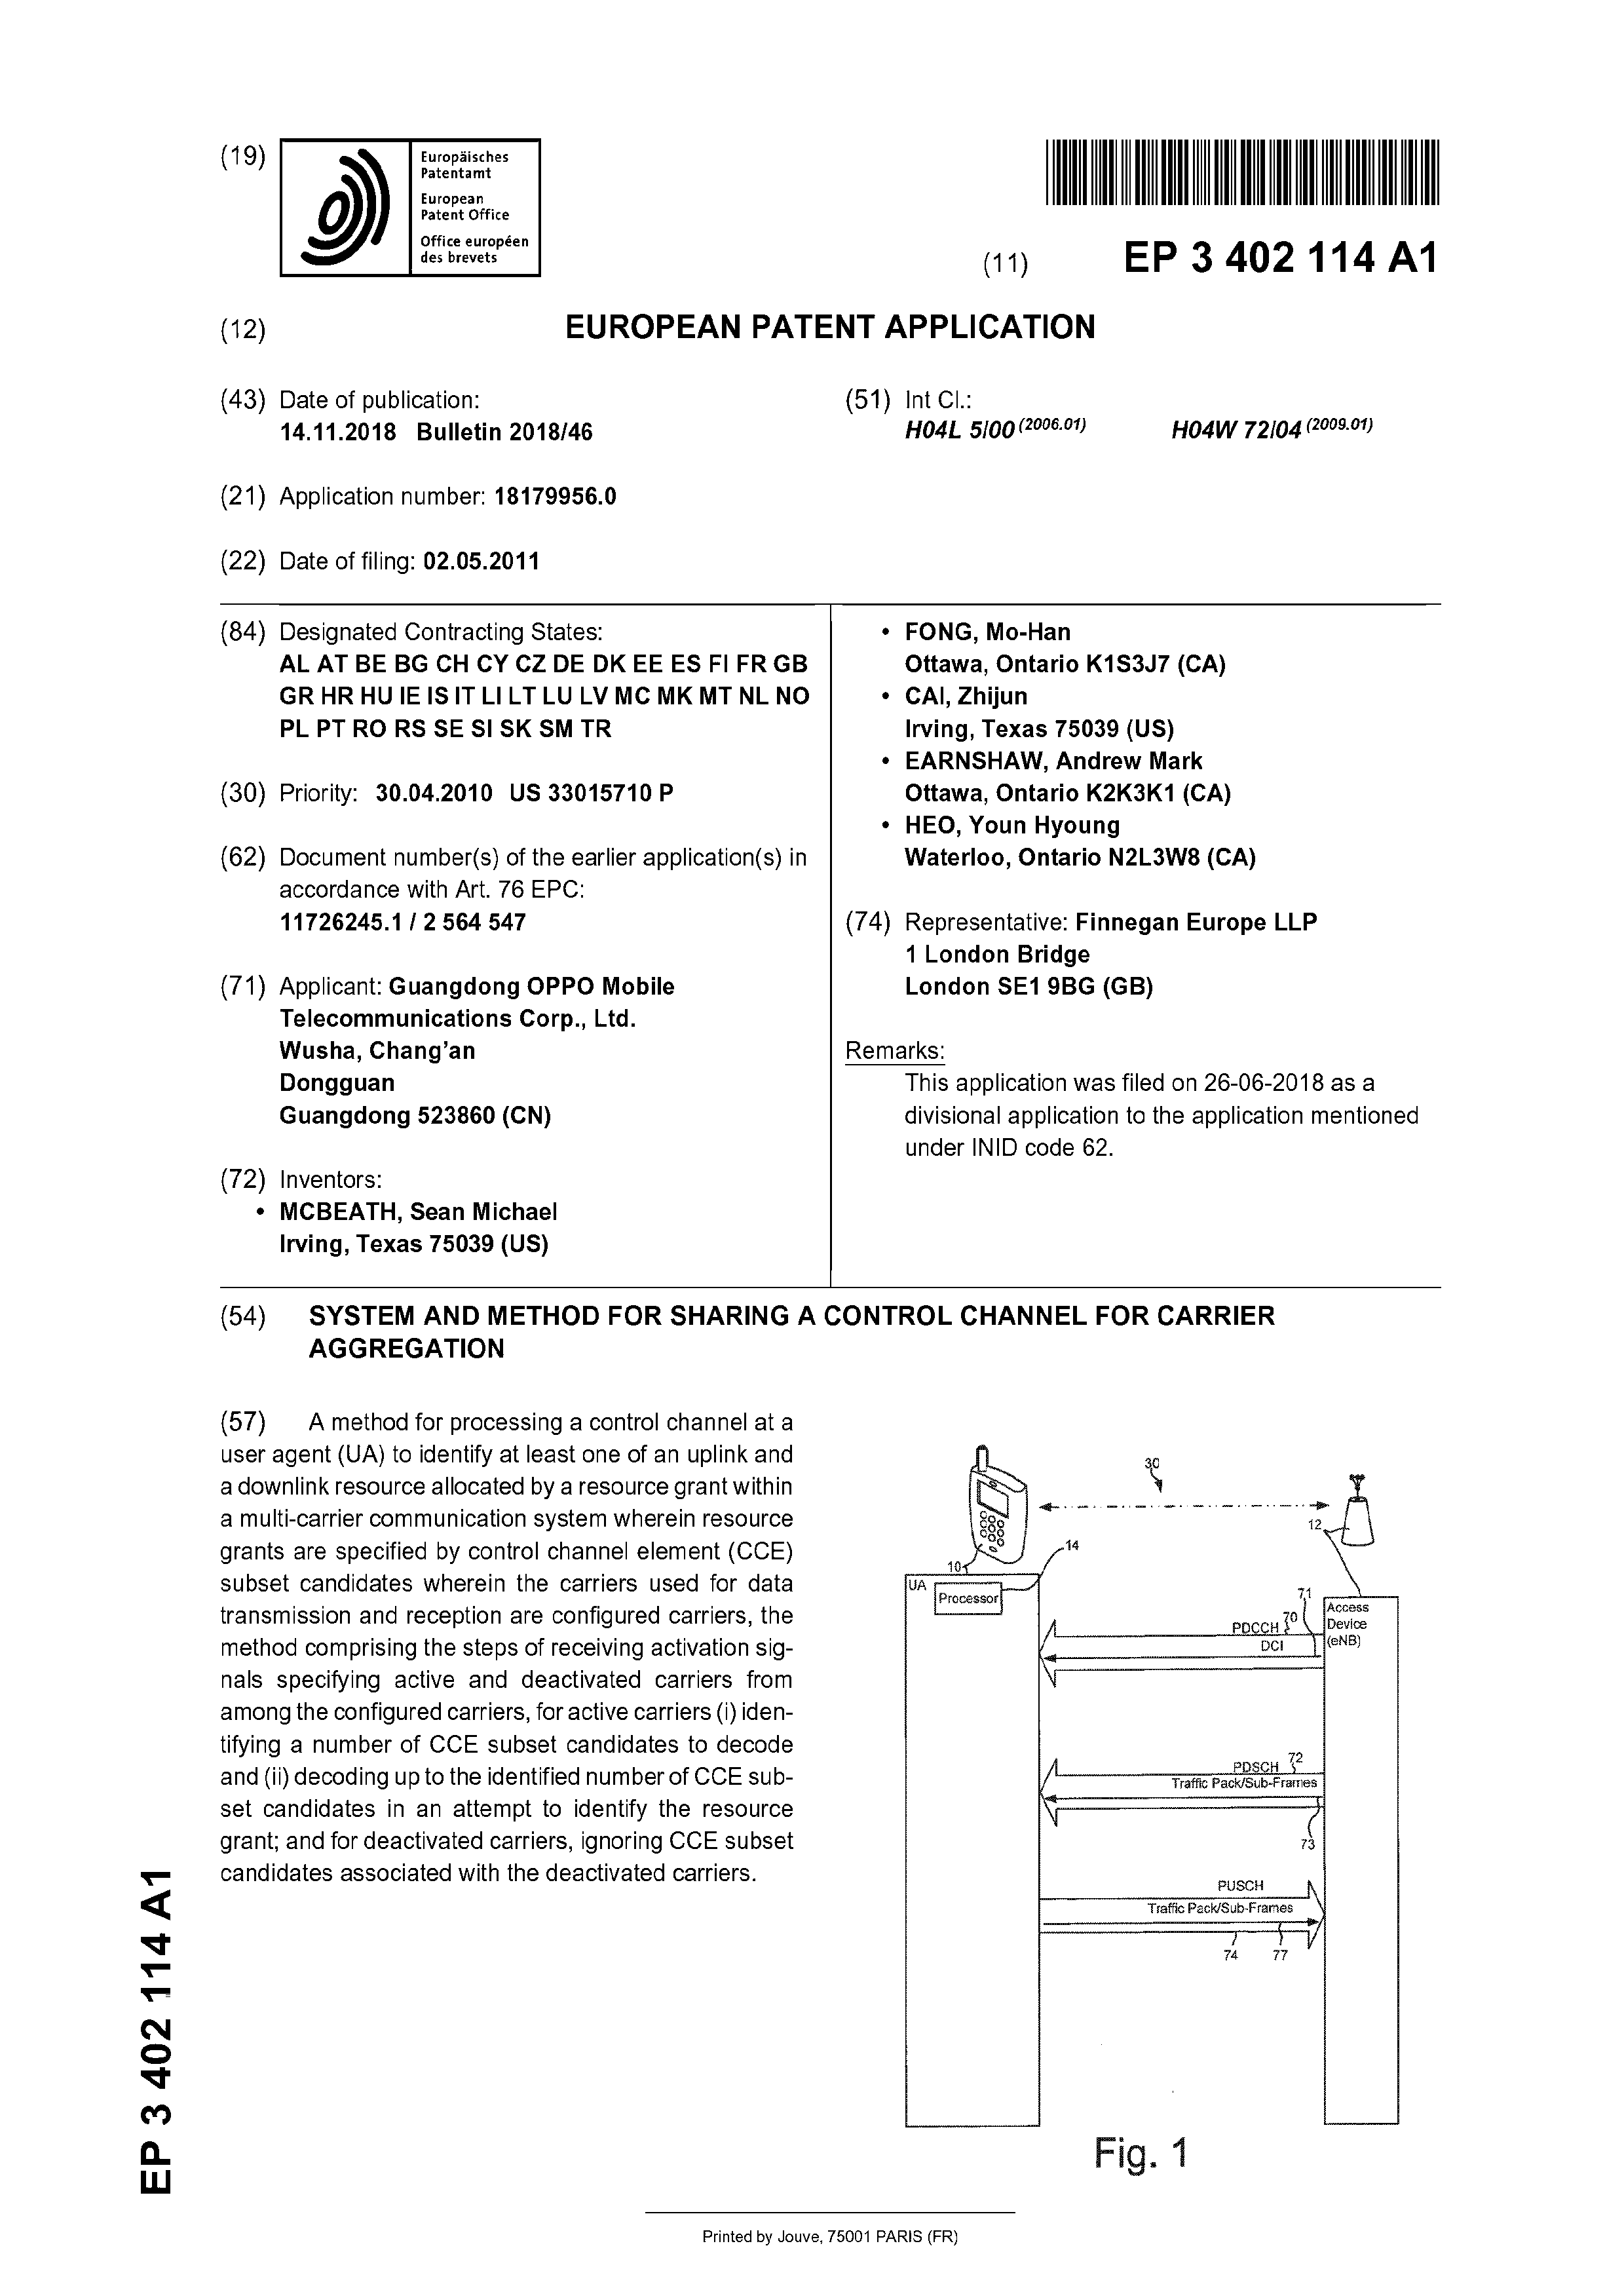 (19)
Europäisches
Patentamt
European
Patent Office
Office européen
des brevets
(11) EP 3 402 114 A1
(12) EUROPEAN PATENT APPLICATION
(43) Date of publication:
14.11.2018 Bulletin 2018/46
(21) Application number: 18179956.0
(22) Date of filing: 02.05.2011
(51) Int Cl.:
H04L 5/00 (2006.01) H04W 72/04 (2009.01)
(84) Designated Contracting States:
AL AT BE BG CH CY CZ DE DK EE ES FI FR GB
GR HR HU IE IS IT LI LT LU LV MC MK MT NL NO
PL PT RO RS SE SI SK SM TR
(30) Priority: 30.04.2010 US 33015710 P
(62) Document number(s) of the earlier application(s) in
accordance with Art. 76 EPC:
11726245.1 / 2 564 547
(71) Applicant: Guangdong OPPO Mobile
Telecommunications Corp., Ltd.
Wusha, Chang'an
Dongguan
Guangdong 523860 (CN)
(72) Inventors:
• MCBEATH, Sean Michael
Irving, Texas 75039 (US)
• FONG, Mo-Han
Ottawa, Ontario K1S3J7 (CA)
• CAI, Zhijun
Irving, Texas 75039 (US)
• EARNSHAW, Andrew Mark
Ottawa, Ontario K2K3K1 (CA)
• HEO, Youn Hyoung
Waterloo, Ontario N2L3W8 (CA)
(74) Representative: Finnegan Europe LLP
1 London Bridge
London SE1 9BG (GB)
Remarks:
This application was filed on 26-06-2018 as a
divisional application to the application mentioned
under INID code 62.
(54) SYSTEM AND METHOD FOR SHARING A CONTROL CHANNEL FOR CARRIER
AGGREGATION
(57) A method for processing a control channel at a
user agent (UA) to identify at least one of an uplink and
a downlink resource allocated by a resource grant within
a multi-carrier communication system wherein resource
grants are specified by control channel element (CCE)
subset candidates wherein the carriers used for data
transmission and reception are configured carriers, the
method comprising the steps of receiving activation sig-
nals specifying active and deactivated carriers from
among the configured carriers, for active carriers (i) iden-
tifying a number of CCE subset candidates to decode
and (ii) decoding up to the identified number of CCE sub-
set candidates in an attempt to identify the resource
grant; and for deactivated carriers, ignoring CCE subset
candidates associated with the deactivated carriers.
30
12
14
10
UA
Processor
71
Access
Device
(eNB)
PDCCH 70
DCI
PDSCH 72
Traffic Pack/Sub-Frames
73
PUSCH
Traffic Pack/Sub-Frames
74 77
Fig. 1
EP 3 402 114 A1
Printed by Jouve, 75001 PARIS (FR)